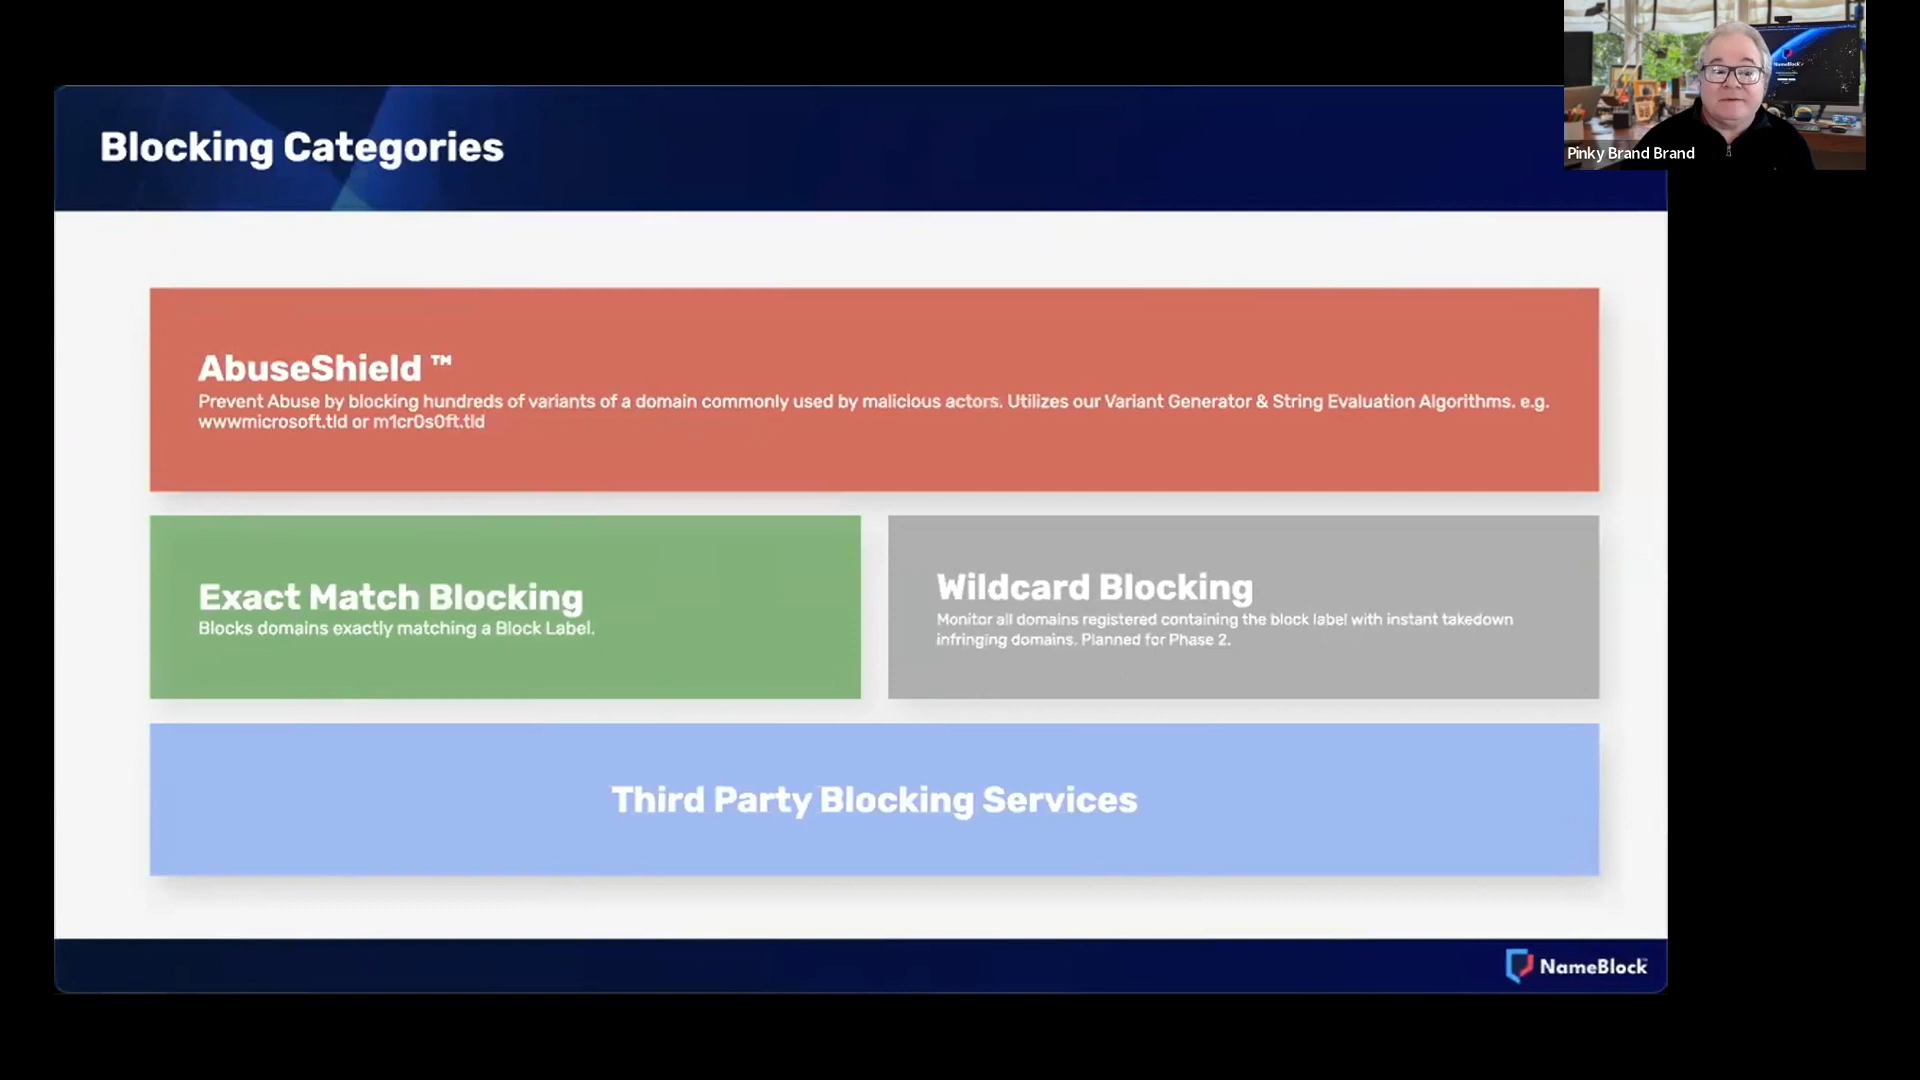 Blocking Categories
Pinky Brand Brand
AbuseShield ™
Prevent Abuse by blocking hundreds of variants of a domain commonly used by malicious actors. Utilizes our Variant Generator & String Evaluation Algorithms. e.g.
wwwmicrosoft.tld or m1cr0s0ft.tld
Exact Match Blocking
Blocks domains exactly matching a Block Label.
Wildcard Blocking
Monitor all domains registered containing the block label with instant takedown
infringing domains. Planned for Phase 2.
Third Party Blocking Services
NameBlock™